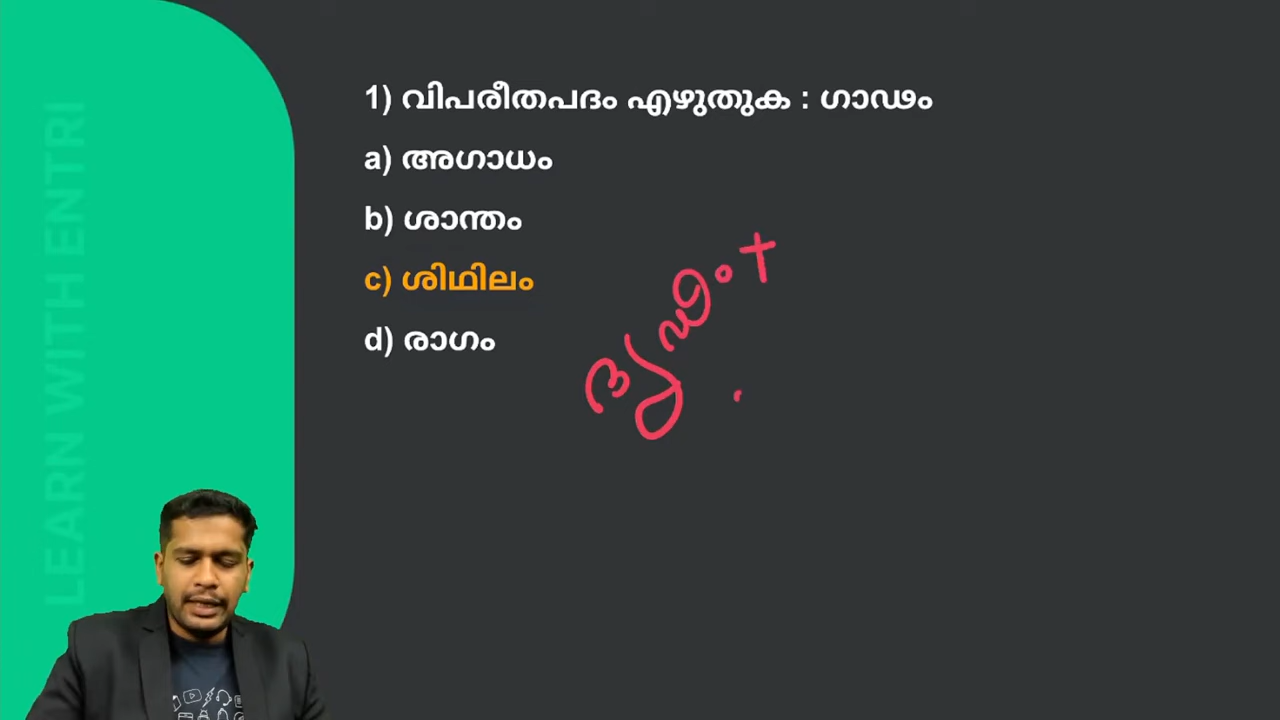 1) വിപരീതപദം എഴുതുക : ഗാഢം
a) അഗാധം
b) ശാന്തം
c) ശിഥിലം
d) രാഗം
ദൃഢം +
LEARN WITH ENTRI